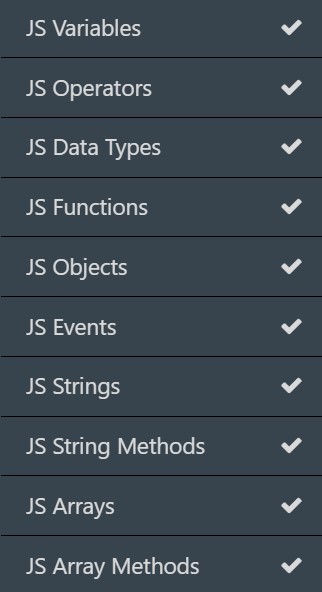 JS Variables
JS Operators
JS Data Types
JS Functions
JS Objects
JS Events
JS Strings
JS String Methods
JS Arrays
JS Array Methods